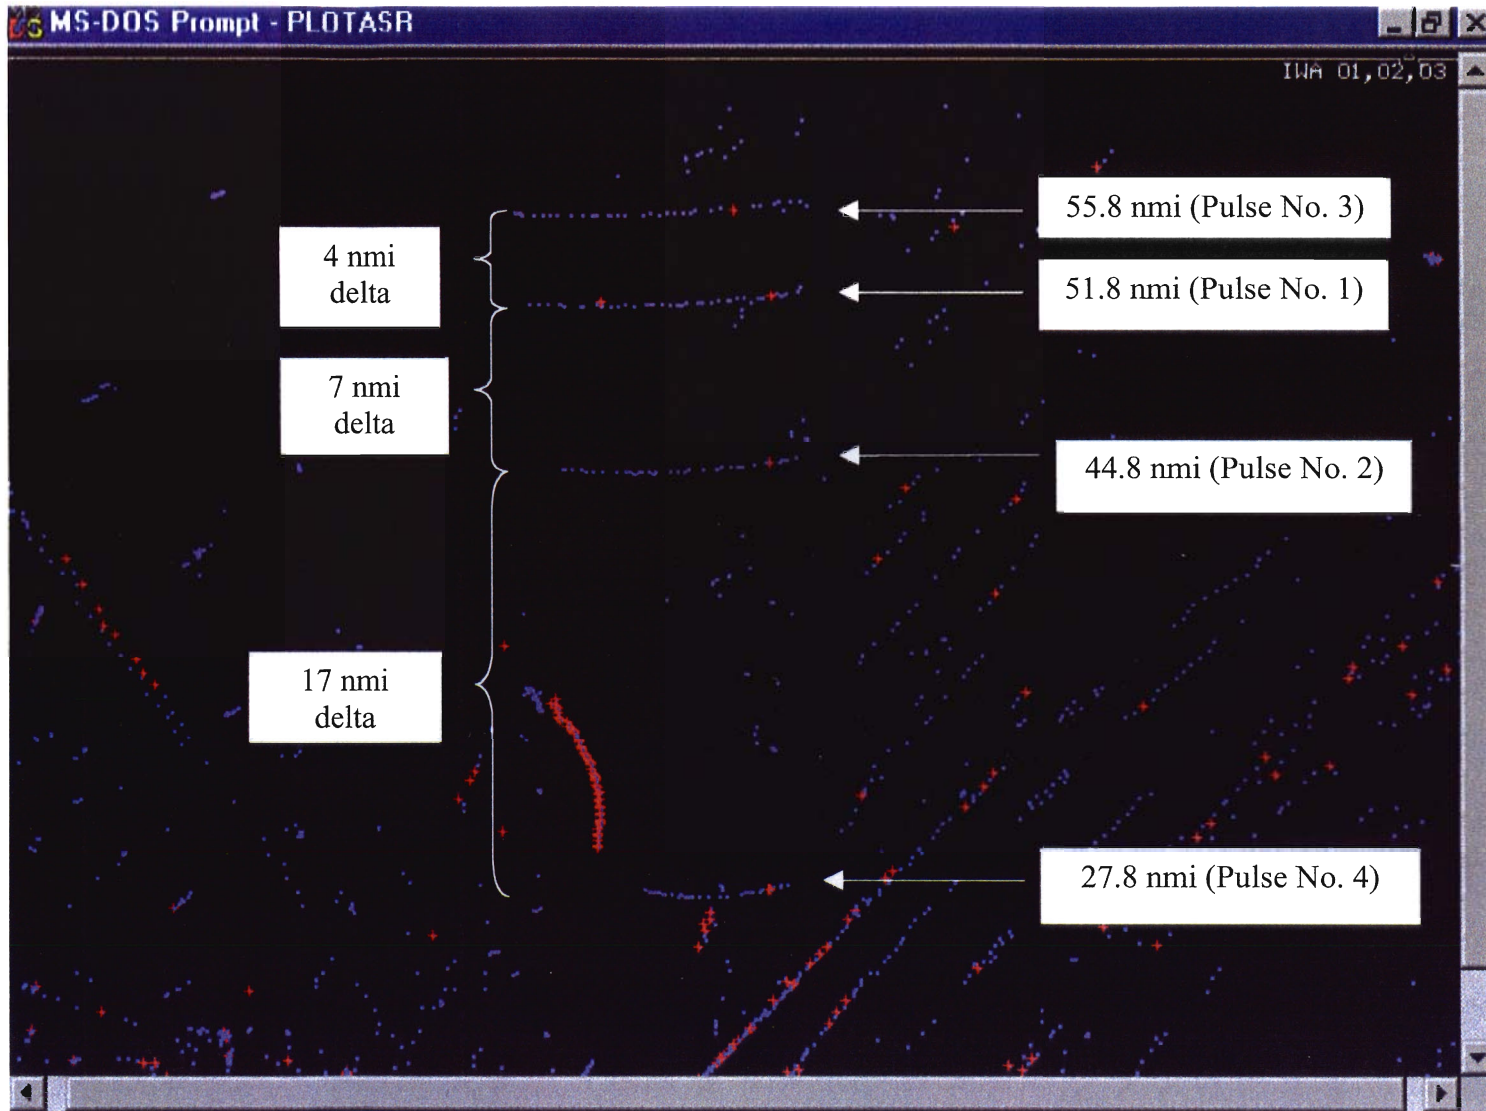 MS-DOS Prompt - PLOTASR
IWA 01,02,03
55.8 nmi (Pulse No. 3)
4 nmi
delta
51.8 nmi (Pulse No. 1)
7 nmi
delta
44.8 nmi (Pulse No. 2)
17 nmi
delta
27.8 nmi (Pulse No. 4)